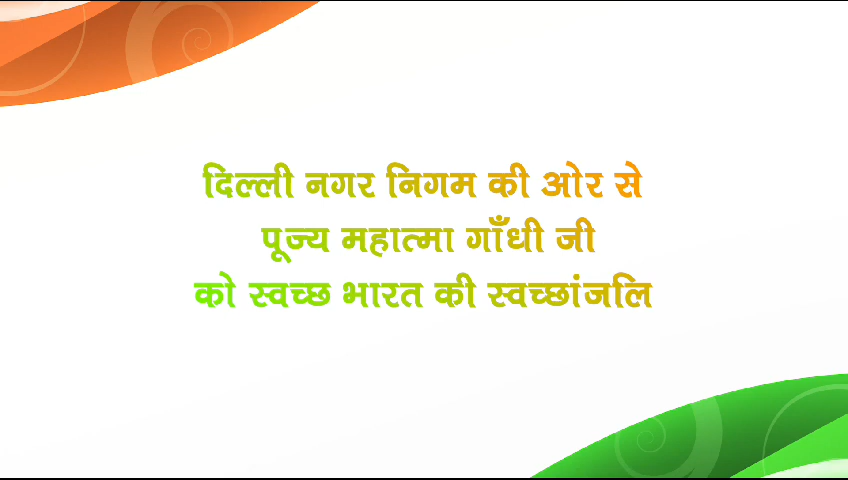 दिल्ली नगर निगम की ओर से
पूज्य महात्मा गाँधी जी
को स्वच्छ भारत की स्वच्छांजलि